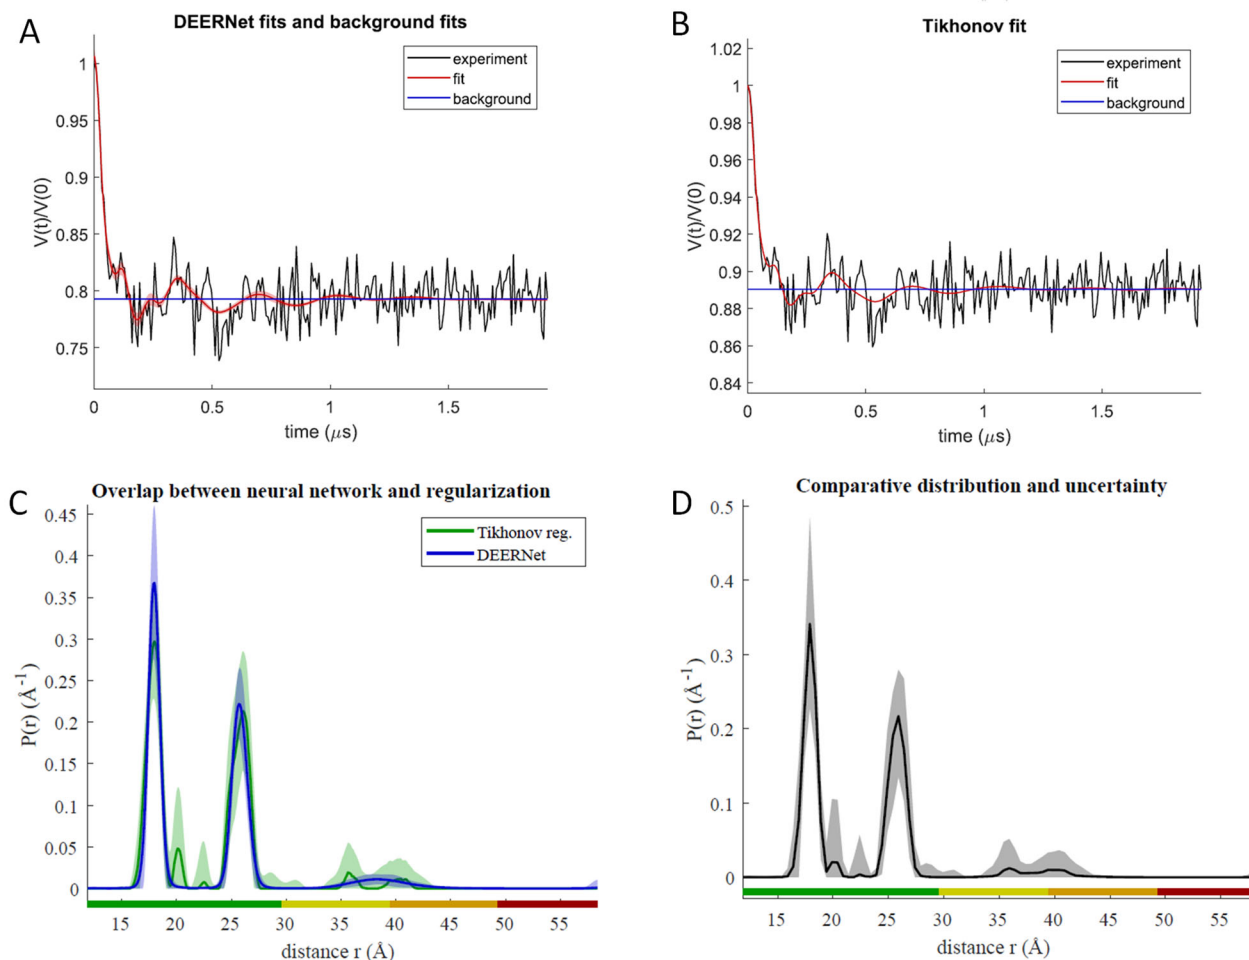 A
DEERNet fits and background fits
experiment
fit
background
1
0.95
0.9
0.85
0.8
0.75
V(t)/V(0)
0
0.5
1
1.5
time (μs)
B
Tikhonov fit
experiment
fit
background
1.02
1
0.98
0.96
0.94
0.92
0.9
0.88
0.86
0.84
V(t)/V(0)
0
0.5
1
1.5
time (μs)
C
Overlap between neural network and regularization
Tikhonov reg.
DEERNet
0.45
0.4
0.35
0.3
0.25
0.2
0.15
0.1
0.05
0
P(r) (Å⁻¹)
15
20
25
30
35
40
45
50
55
distance r (Å)
D
Comparative distribution and uncertainty
0.5
0.4
0.3
0.2
0.1
0
P(r) (Å⁻¹)
15
20
25
30
35
40
45
50
55
distance r (Å)